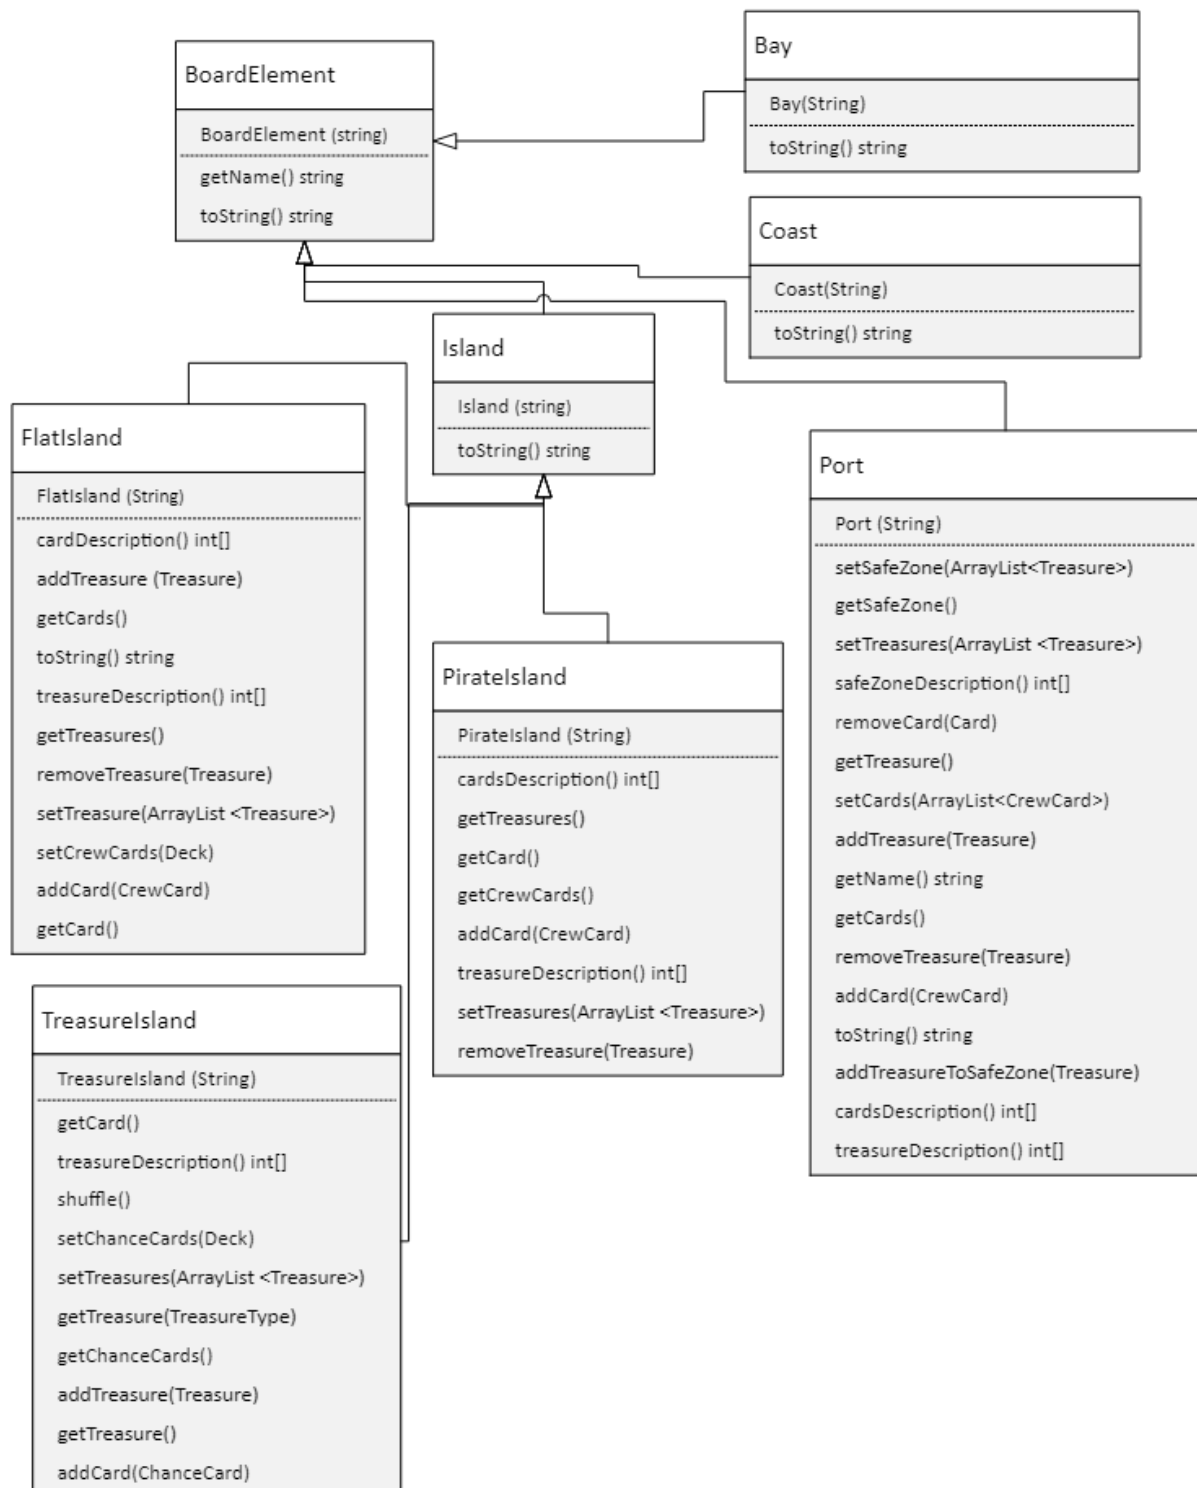 BoardElement
BoardElement (string)
getName() string
toString() string
Bay
Bay(String)
toString() string
Coast
Coast(String)
toString() string
Island
Island (string)
toString() string
FlatIsland
FlatIsland (String)
cardDescription() int[]
addTreasure (Treasure)
getCards()
toString() string
treasureDescription() int[]
getTreasures()
removeTreasure(Treasure)
setTreasure(ArrayList <Treasure>)
setCrewCards(Deck)
addCard(CrewCard)
getCard()
PirateIsland
PirateIsland (String)
cardsDescription() int[]
getTreasures()
getCard()
getCrewCards()
addCard(CrewCard)
treasureDescription() int[]
setTreasures(ArrayList <Treasure>)
removeTreasure(Treasure)
Port
Port (String)
setSafeZone(ArrayList<Treasure>)
getSafeZone()
setTreasures(ArrayList <Treasure>)
safeZoneDescription() int[]
removeCard(Card)
getTreasure()
setCards(ArrayList<CrewCard>)
addTreasure(Treasure)
getName() string
getCards()
removeTreasure(Treasure)
addCard(CrewCard)
toString() string
addTreasureToSafeZone(Treasure)
cardsDescription() int[]
treasureDescription() int[]
TreasureIsland
TreasureIsland (String)
getCard()
treasureDescription() int[]
shuffle()
setChanceCards(Deck)
setTreasures(ArrayList <Treasure>)
getTreasure(TreasureType)
getChanceCards()
addTreasure(Treasure)
getTreasure()
addCard(ChanceCard)